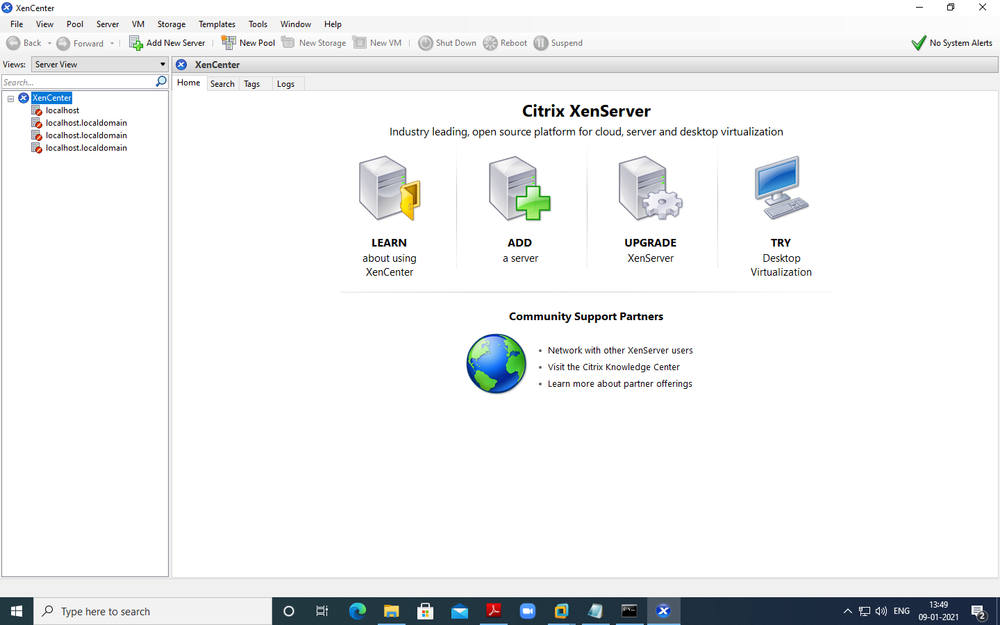 XenCenter
File View Pool Server VM Storage Templates Tools Window Help
Back Forward Add New Server New Pool New Storage New VM Shut Down Reboot Suspend No System Alerts
Views: Server View
XenCenter
Search...
Home Search Tags Logs
XenCenter
localhost
localhost.localdomain
localhost.localdomain
localhost.localdomain
Citrix XenServer
Industry leading, open source platform for cloud, server and desktop virtualization
LEARN
about using
XenCenter
ADD
a server
UPGRADE
XenServer
TRY
Desktop
Virtualization
Community Support Partners
• Network with other XenServer users
• Visit the Citrix Knowledge Center
• Learn more about partner offerings
Type here to search
ENG
13:49
09-01-2021
2